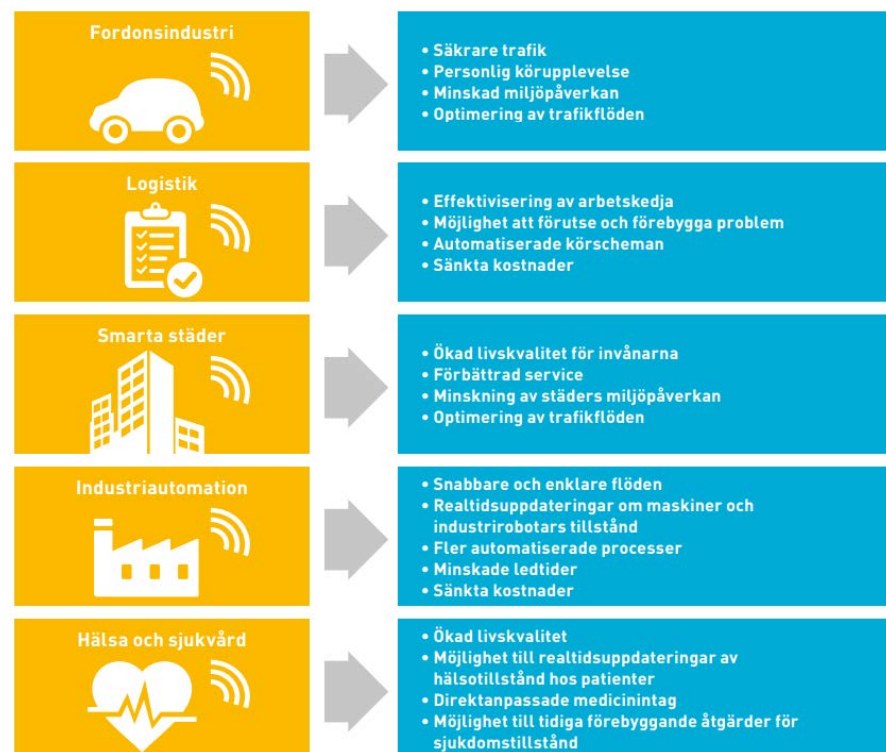 Fordonsindustri
• Säkrare trafik
• Personlig körupplevelse
• Minskad miljöpåverkan
• Optimering av trafikflöden
Logistik
• Effektivisering av arbetskedja
• Möjlighet att förutse och förebygga problem
• Automatiserade körscheman
• Sänkta kostnader
Smarta städer
• Ökad livskvalitet för invånarna
• Förbättrad service
• Minskning av städers miljöpåverkan
• Optimering av trafikflöden
Industriautomation
• Snabbare och enklare flöden
• Realtidsuppdateringar om maskiner och
industrirobotars tillstånd
• Fler automatiserade processer
• Minskade ledtider
• Sänkta kostnader
Hälsa och sjukvård
• Ökad livskvalitet
• Möjlighet till realtidsuppdateringar av
hälsotillstånd hos patienter
• Direktanpassade medicinintag
• Möjlighet till tidiga förebyggande åtgärder för
sjukdomstillstånd